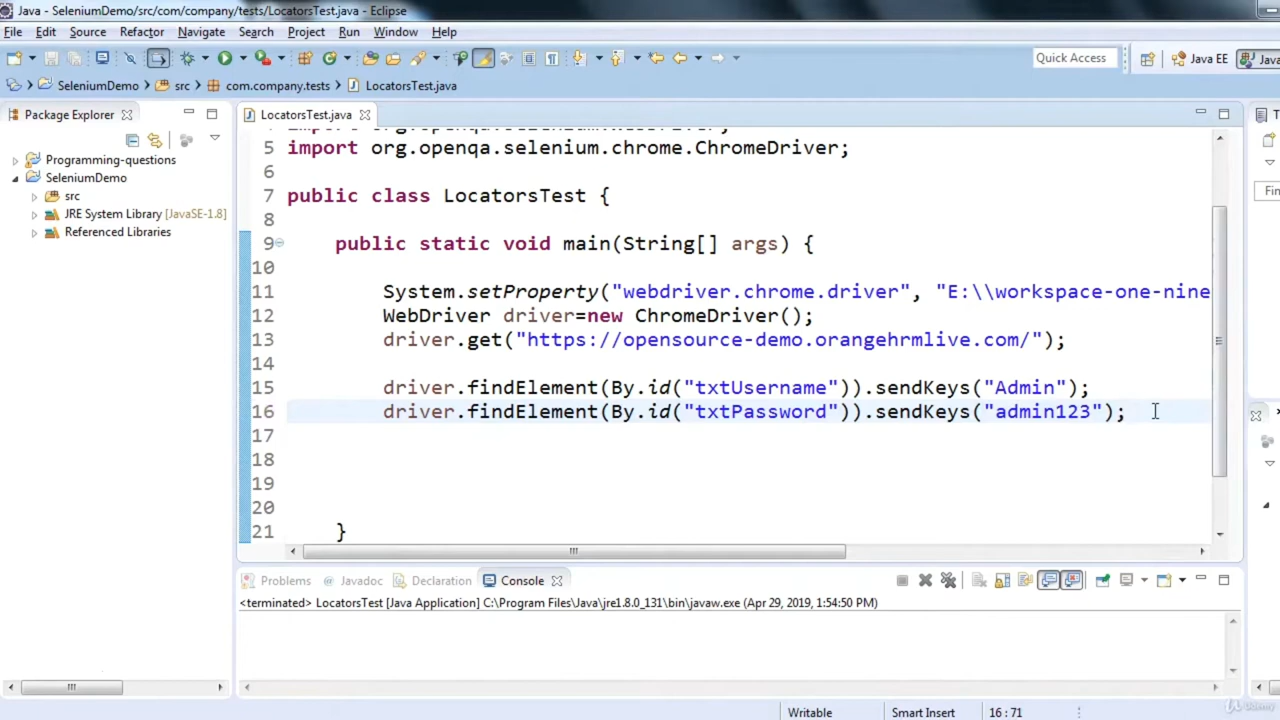 Java - SeleniumDemo/src/com/company/tests/LocatorsTest.java - Eclipse
File Edit Source Refactor Navigate Search Project Run Window Help
Quick Access Java EE Java
SeleniumDemo src com.company.tests LocatorsTest.java
Package Explorer
LocatorsTest.java
Programming-questions
SeleniumDemo
src
JRE System Library [JavaSE-1.8]
Referenced Libraries
5 import org.openqa.selenium.chrome.ChromeDriver;
6
7 public class LocatorsTest {
8
9 public static void main(String[] args) {
10
11 System.setProperty("webdriver.chrome.driver", "E:\\workspace-one-nine
12 WebDriver driver=new ChromeDriver();
13 driver.get("https://opensource-demo.orangehrmlive.com/");
14
15 driver.findElement(By.id("txtUsername")).sendKeys("Admin");
16 driver.findElement(By.id("txtPassword")).sendKeys("admin123");
17
18
19
20
21 }
Fin
Problems @ Javadoc Declaration Console
<terminated> LocatorsTest [Java Application] C:\Program Files\Java\jre1.8.0_131\bin\javaw.exe (Apr 29, 2019, 1:54:50 PM)
Writable Smart Insert 16 : 71